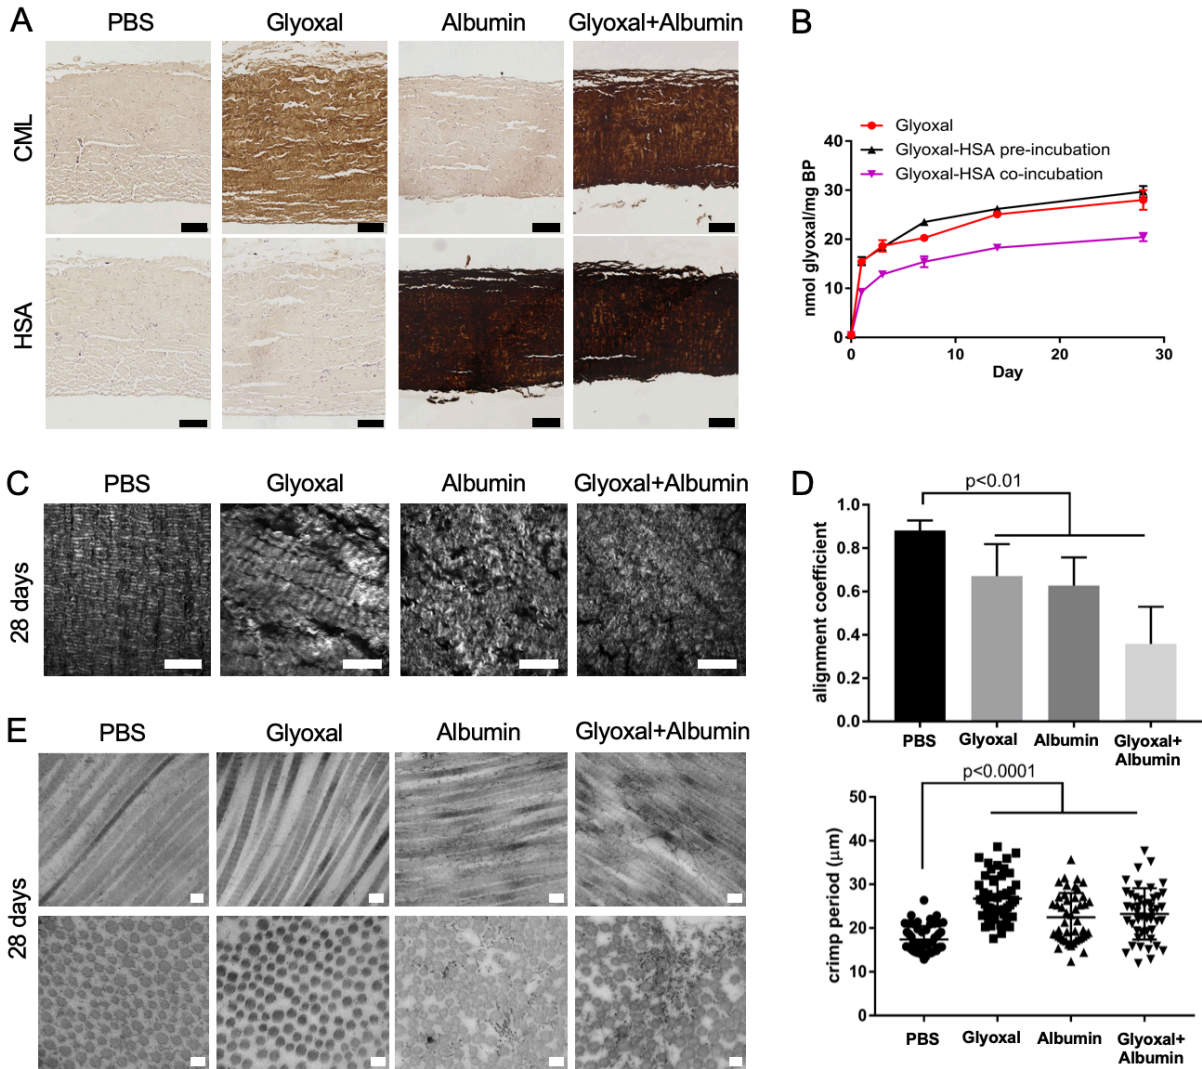 A
PBS
Glyoxal
Albumin
Glyoxal+Albumin
CML
HSA
B
Glyoxal
Glyoxal-HSA pre-incubation
Glyoxal-HSA co-incubation
nmol glyoxal/mg BP
40
30
20
10
0
0
10
20
30
Day
C
PBS
Glyoxal
Albumin
Glyoxal+Albumin
28 days
D
p<0.01
alignment coefficient
1.0
0.8
0.6
0.4
0.2
0.0
PBS
Glyoxal
Albumin
Glyoxal+
Albumin
p<0.0001
crimp period (μm)
50
40
30
20
10
0
PBS
Glyoxal
Albumin
Glyoxal+
Albumin
E
PBS
Glyoxal
Albumin
Glyoxal+Albumin
28 days